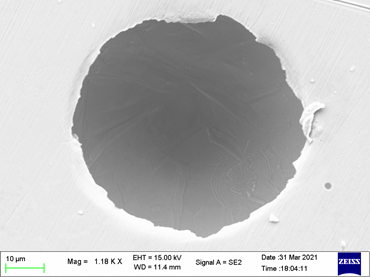 10 µm
Mag = 1.18 K X
EHT = 15.00 kV
WD = 11.4 mm
Signal A = SE2
Date :31 Mar 2021
Time :18:04:11
ZEISS